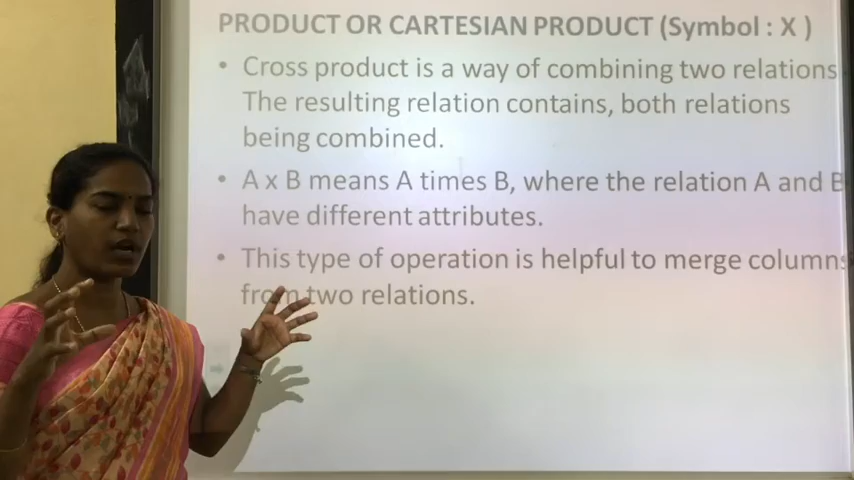 PRODUCT OR CARTESIAN PRODUCT (Symbol : X )
• Cross product is a way of combining two relations.
The resulting relation contains, both relations
being combined.
• A x B means A times B, where the relation A and B
have different attributes.
• This type of operation is helpful to merge columns
from two relations.